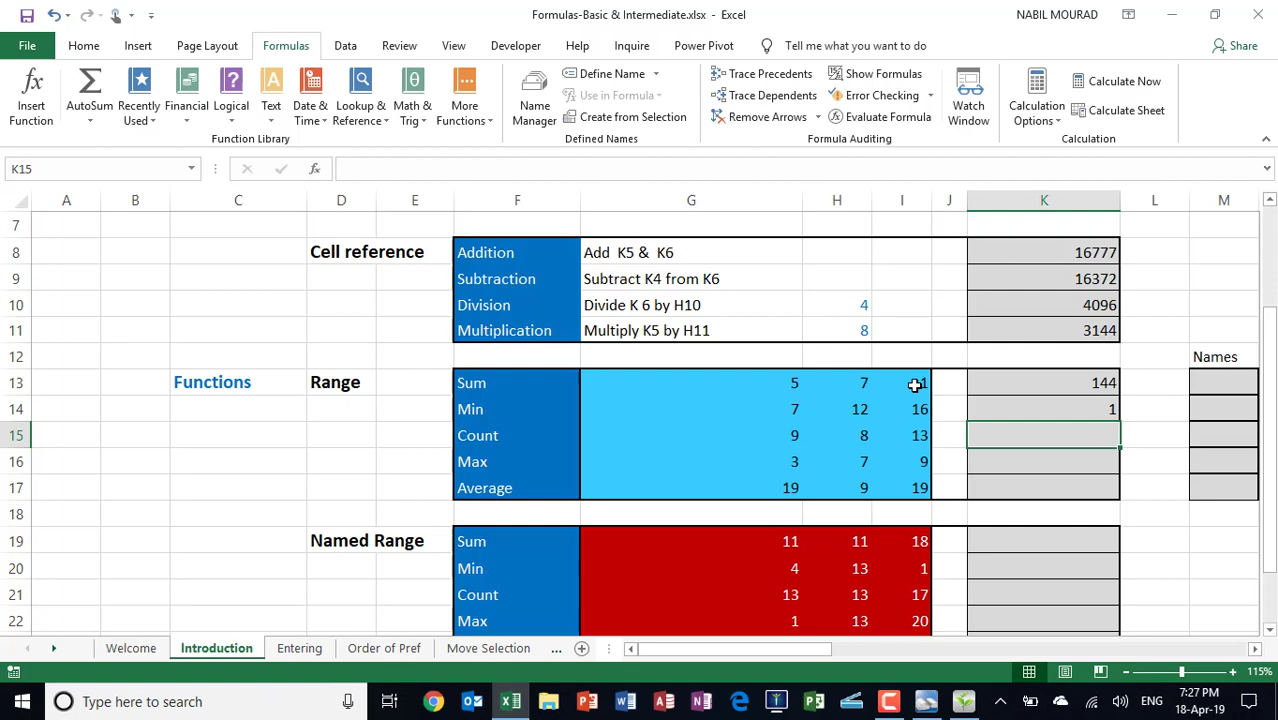 Formulas-Basic & Intermediate.xlsx - Excel
NABIL MOURAD
File Home Insert Page Layout Formulas Data Review View Developer Help Inquire Power Pivot Tell me what you want to do Share
Insert Function
AutoSum
Recently Used
Financial
Logical
Text
Date & Time
Lookup & Reference
Math & Trig
More Functions
Function Library
Name Manager
Define Name
Use in Formula
Create from Selection
Defined Names
Trace Precedents
Trace Dependents
Remove Arrows
Show Formulas
Error Checking
Evaluate Formula
Formula Auditing
Watch Window
Calculation Options
Calculate Now
Calculate Sheet
Calculation
K15 fx
A B C D E F G H I J K L M
7
8 Cell reference Addition Add K5 & K6 16777
9 Subtraction Subtract K4 from K6 16372
10 Division Divide K 6 by H10 4 4096
11 Multiplication Multiply K5 by H11 8 3144
12 Names
13 Functions Range Sum 5 7 1 144
14 Min 7 12 16 1
15 Count 9 8 13
16 Max 3 7 9
17 Average 19 9 19
18
19 Named Range Sum 11 11 18
20 Min 4 13 1
21 Count 13 13 17
22 Max 1 13 20
Welcome Introduction Entering Order of Pref Move Selection ...
115%
Type here to search
ENG
7:27 PM
18-Apr-19